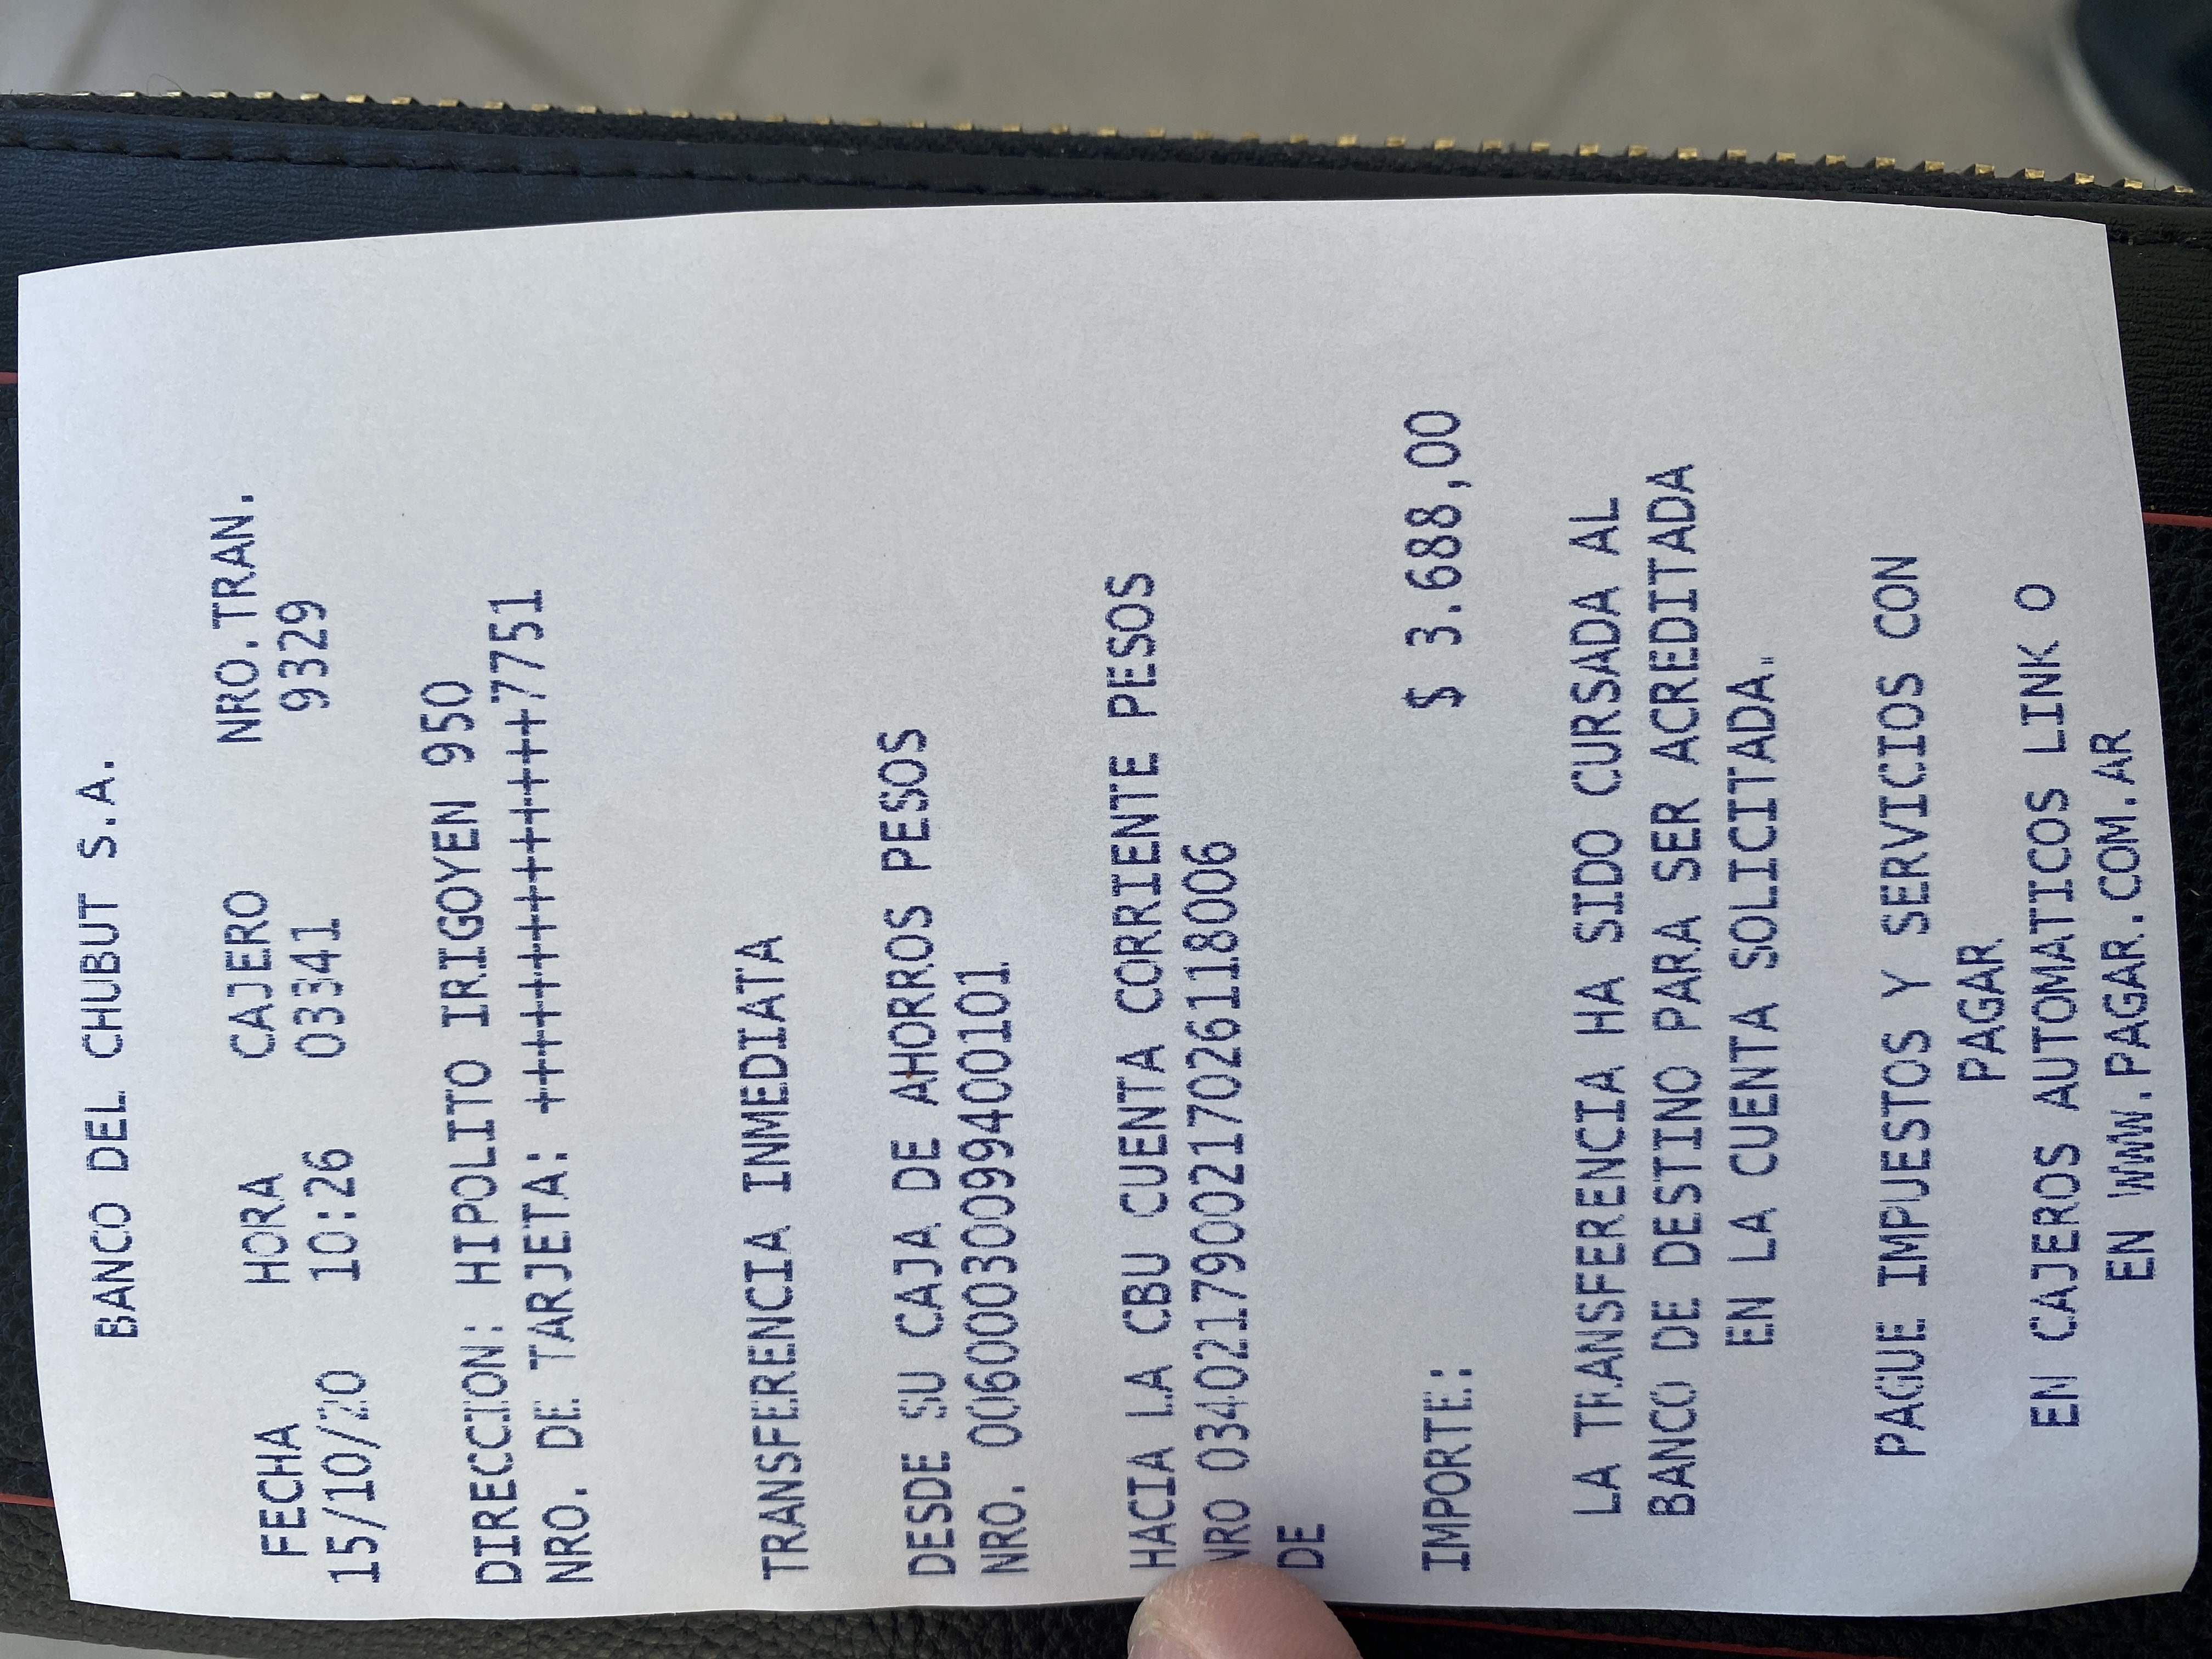 BANCO DEL CHUBUT S.A.
FECHA HORA CAJERO NRO.TRAN.
15/10/20 10:26 03341 9329
DIRECCION: HIPOLITO IRIGOYEN 950
NRO. DE TARJETA: ++++++++++++++7751
TRANSFERENCIA INMEDIATA
DESDE SU CAJA DE AHORROS PESOS
NRO. 00600030099400101
HACIA LA CBU CUENTA CORRIENTE PESOS
NRO 0340217900217026118006
DE
IMPORTE: $ 3.688,00
LA TRANSFERENCIA HA SIDO CURSADA AL
BANCO DE DESTINO PARA SER ACREDITADA
EN LA CUENTA SOLICITADA.
PAGUE IMPUESTOS Y SERVICIOS CON
PAGAR
EN CAJEROS AUTOMATICOS LINK O
EN WWW.PAGAR.COM.AR